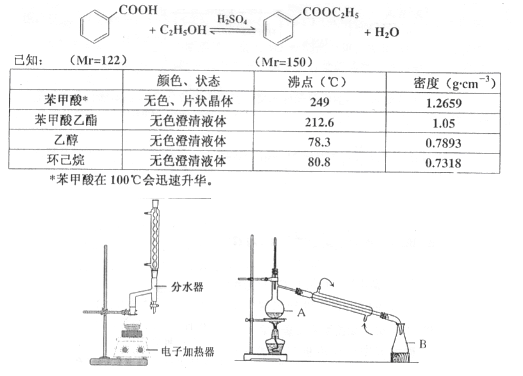 COOH
+ C₂H₅OH
H₂SO₄
COOC₂H₅
+ H₂O
已知： （Mr=122） （Mr=150）
颜色、状态 沸点（℃） 密度（g·cm⁻³）
苯甲酸* 无色、片状晶体 249 1.2659
苯甲酸乙酯 无色澄清液体 212.6 1.05
乙醇 无色澄清液体 78.3 0.7893
环己烷 无色澄清液体 80.8 0.7318
*苯甲酸在 100℃会迅速升华。
分水器
电子加热器
A
B